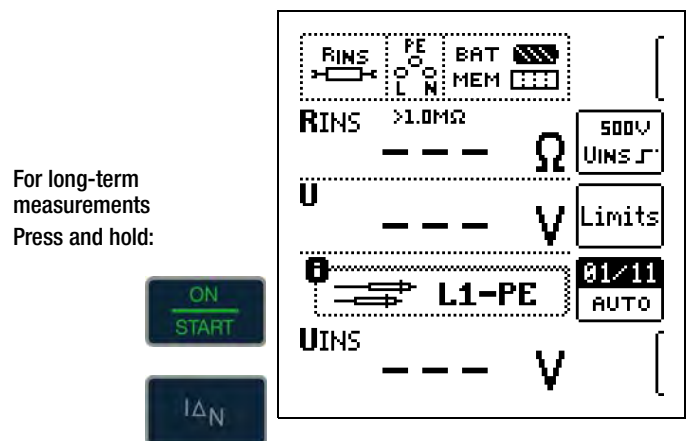 For long-term
measurements
Press and hold:
ON
START
IΔN
RINS
PE
L N
BAT
MEM
RINS >1.0MΩ
--- Ω
500V
UINS
U
--- V
Limits
L1-PE
01/11
AUTO
UINS
--- V